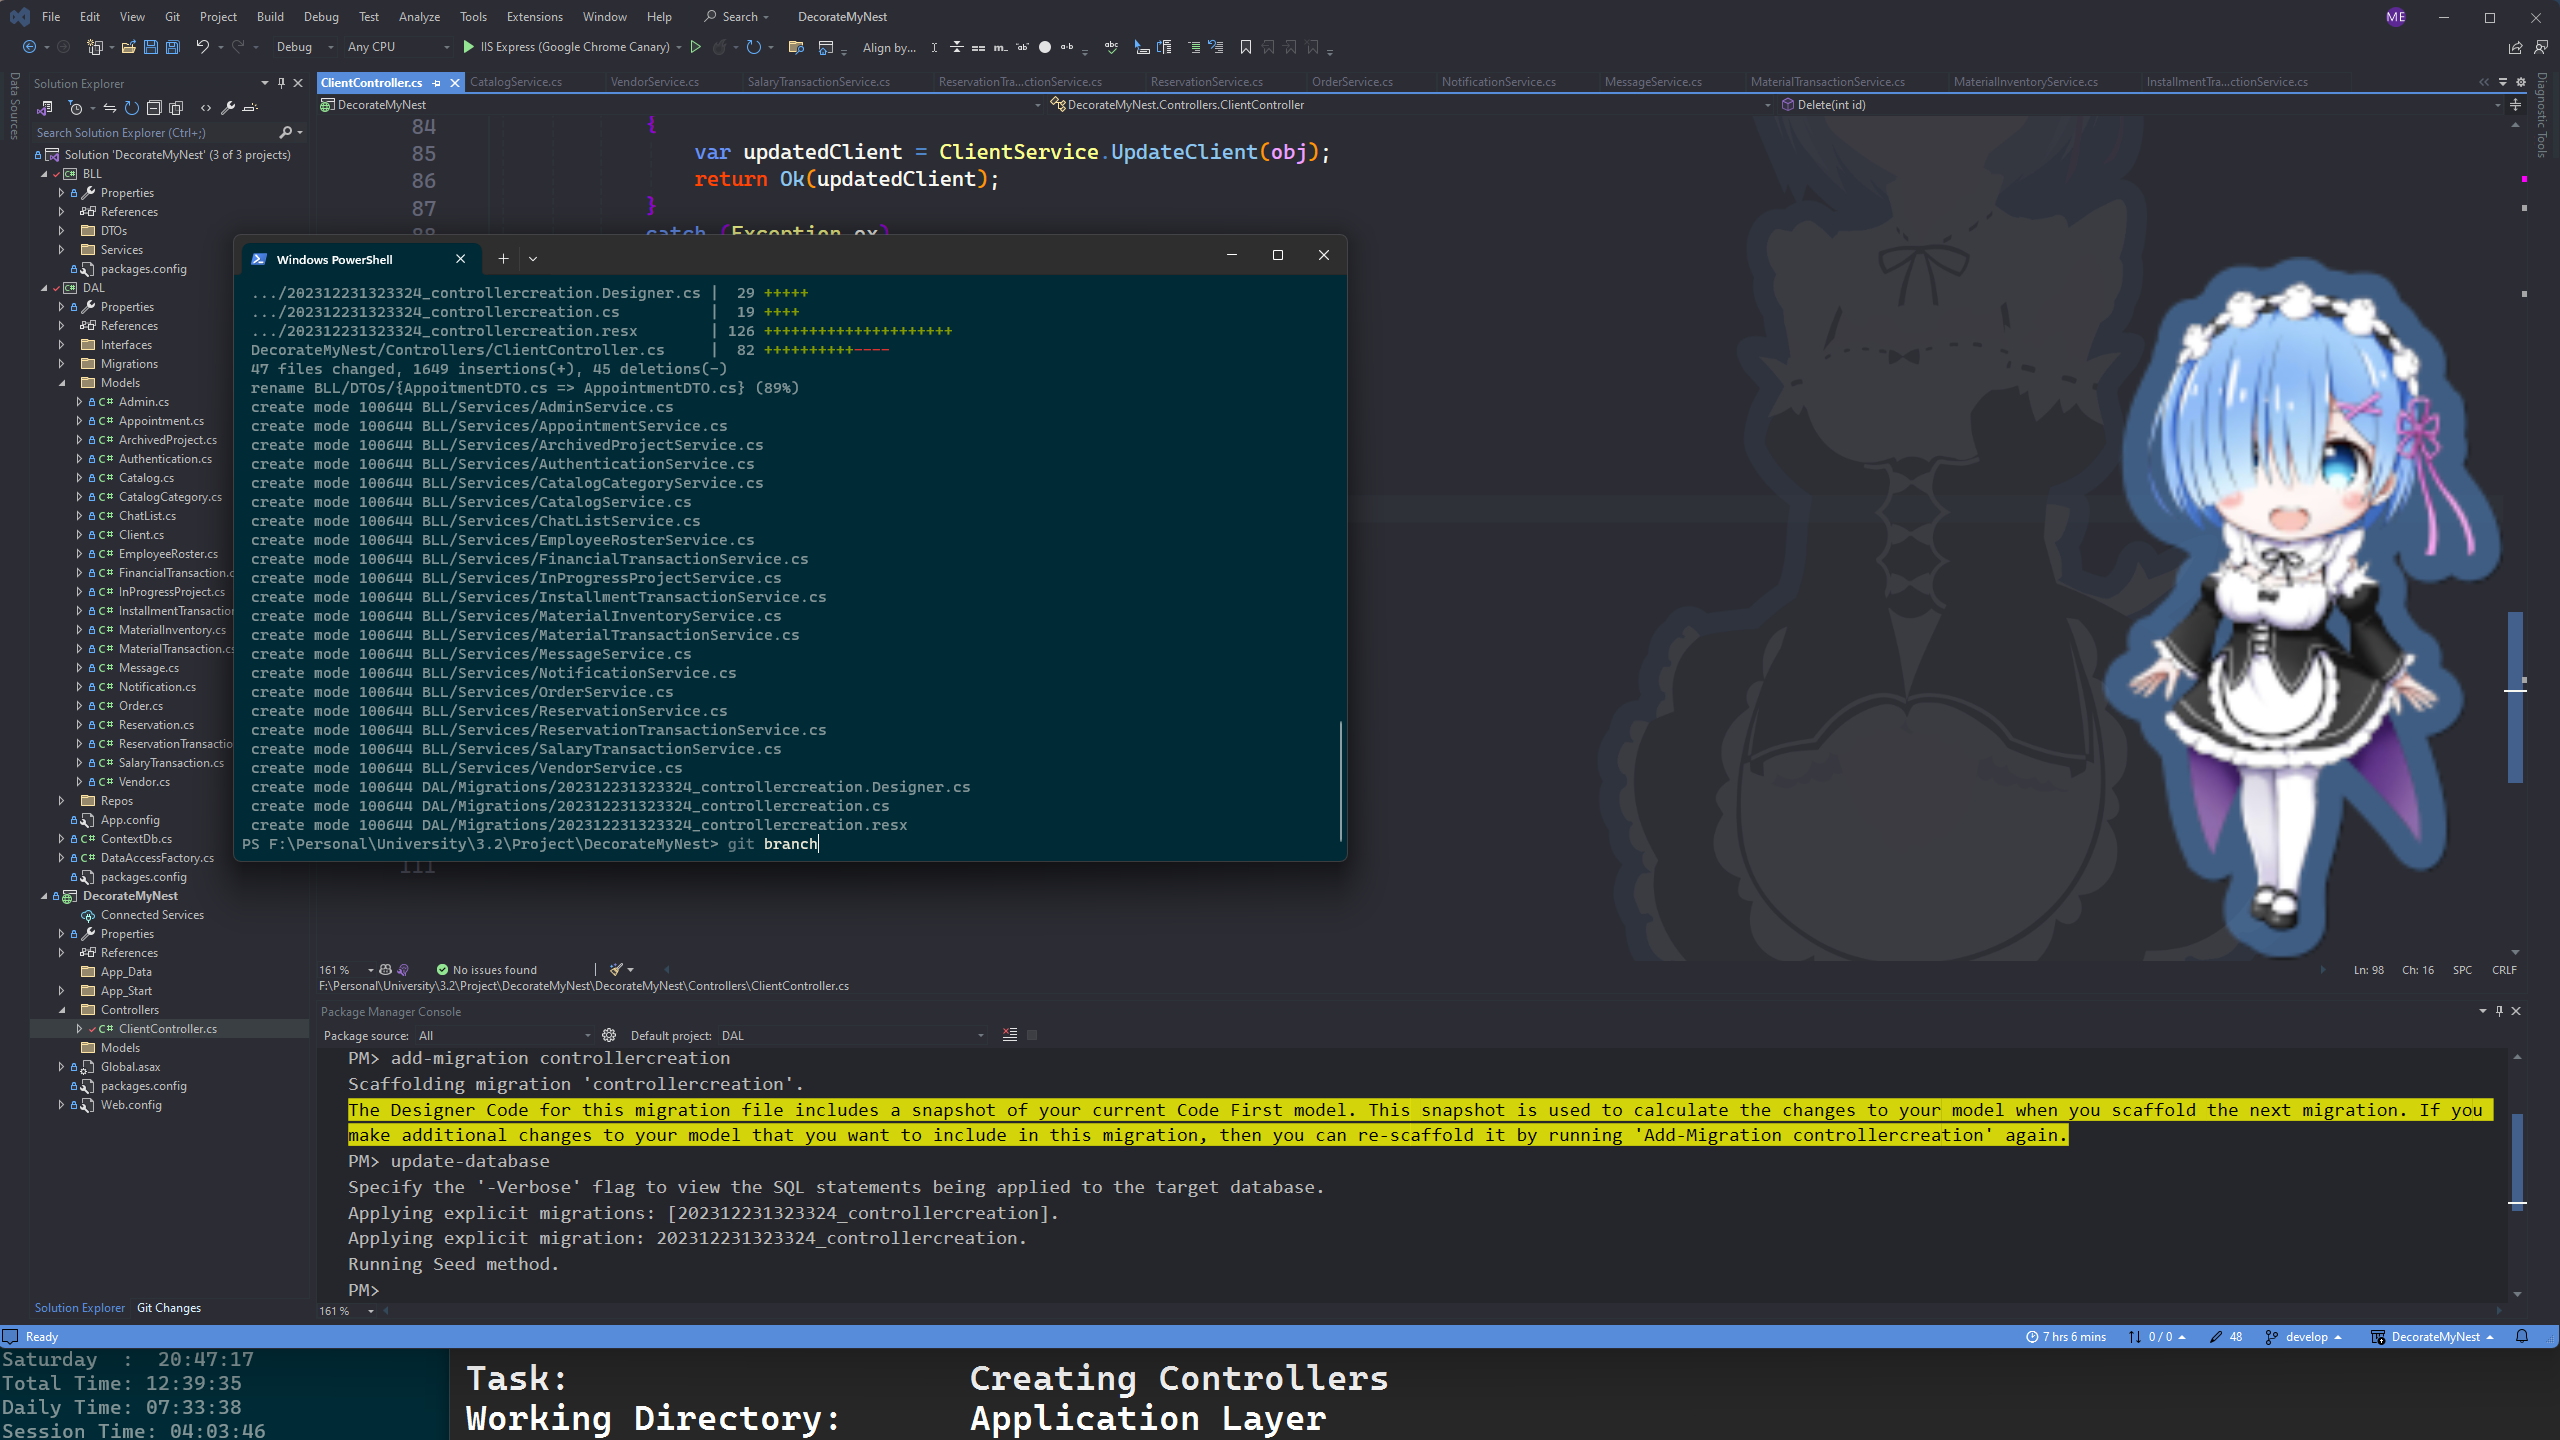 File Edit View Git Project Build Debug Test Analyze Tools Extensions Window Help Search DecorateMyNest ME
Debug Any CPU IIS Express (Google Chrome Canary) Align by...
Data Sources
Solution Explorer
Search Solution Explorer (Ctrl+;)
Solution 'DecorateMyNest' (3 of 3 projects)
BLL
Properties
References
DTOs
Services
packages.config
DAL
Properties
References
Interfaces
Migrations
Models
Admin.cs
Appointment.cs
ArchivedProject.cs
Authentication.cs
Catalog.cs
CatalogCategory.cs
ChatList.cs
Client.cs
EmployeeRoster.cs
FinancialTransaction.c
InProgressProject.cs
InstallmentTransaction
MaterialInventory.cs
MaterialTransaction.cs
Message.cs
Notification.cs
Order.cs
Reservation.cs
ReservationTransactio
SalaryTransaction.cs
Vendor.cs
Repos
App.config
ContextDb.cs
DataAccessFactory.cs
packages.config
DecorateMyNest
Connected Services
Properties
References
App_Data
App_Start
Controllers
ClientController.cs
Models
Global.asax
packages.config
Web.config
Solution Explorer Git Changes
ClientController.cs CatalogService.cs VendorService.cs SalaryTransactionService.cs ReservationTra...ctionService.cs ReservationService.cs OrderService.cs NotificationService.cs MessageService.cs MaterialTransactionService.cs MaterialInventoryService.cs InstallmentTra...ctionService.cs
DecorateMyNest DecorateMyNest.Controllers.ClientController Delete(int id)
Diagnostic Tools
84 {
85 var updatedClient = ClientService.UpdateClient(obj);
86 return Ok(updatedClient);
87 }
88 catch (Exception ex)
Windows PowerShell
.../202312231323324_controllercreation.Designer.cs | 29 +++++
.../202312231323324_controllercreation.cs | 19 ++++
.../202312231323324_controllercreation.resx | 126 +++++++++++++++++++++
DecorateMyNest/Controllers/ClientController.cs | 82 ++++++++++----
47 files changed, 1649 insertions(+), 45 deletions(-)
rename BLL/DTOs/{AppoitmentDTO.cs => AppointmentDTO.cs} (89%)
create mode 100644 BLL/Services/AdminService.cs
create mode 100644 BLL/Services/AppointmentService.cs
create mode 100644 BLL/Services/ArchivedProjectService.cs
create mode 100644 BLL/Services/AuthenticationService.cs
create mode 100644 BLL/Services/CatalogCategoryService.cs
create mode 100644 BLL/Services/CatalogService.cs
create mode 100644 BLL/Services/ChatListService.cs
create mode 100644 BLL/Services/EmployeeRosterService.cs
create mode 100644 BLL/Services/FinancialTransactionService.cs
create mode 100644 BLL/Services/InProgressProjectService.cs
create mode 100644 BLL/Services/InstallmentTransactionService.cs
create mode 100644 BLL/Services/MaterialInventoryService.cs
create mode 100644 BLL/Services/MaterialTransactionService.cs
create mode 100644 BLL/Services/MessageService.cs
create mode 100644 BLL/Services/NotificationService.cs
create mode 100644 BLL/Services/OrderService.cs
create mode 100644 BLL/Services/ReservationService.cs
create mode 100644 BLL/Services/ReservationTransactionService.cs
create mode 100644 BLL/Services/SalaryTransactionService.cs
create mode 100644 BLL/Services/VendorService.cs
create mode 100644 DAL/Migrations/202312231323324_controllercreation.Designer.cs
create mode 100644 DAL/Migrations/202312231323324_controllercreation.cs
create mode 100644 DAL/Migrations/202312231323324_controllercreation.resx
PS F:\Personal\University\3.2\Project\DecorateMyNest> git branch
111
161 % No issues found Ln: 98 Ch: 16 SPC CRLF
F:\Personal\University\3.2\Project\DecorateMyNest\DecorateMyNest\Controllers\ClientController.cs
Package Manager Console
Package source: All Default project: DAL
PM> add-migration controllercreation
Scaffolding migration 'controllercreation'.
The Designer Code for this migration file includes a snapshot of your current Code First model. This snapshot is used to calculate the changes to your model when you scaffold the next migration. If you
make additional changes to your model that you want to include in this migration, then you can re-scaffold it by running 'Add-Migration controllercreation' again.
PM> update-database
Specify the '-Verbose' flag to view the SQL statements being applied to the target database.
Applying explicit migrations: [202312231323324_controllercreation].
Applying explicit migration: 202312231323324_controllercreation.
Running Seed method.
PM>
161 %
Ready 7 hrs 6 mins 0 / 0 48 develop DecorateMyNest
Saturday : 20:47:17
Total Time: 12:39:35
Daily Time: 07:33:38
Session Time: 04:03:46
Task: Creating Controllers
Working Directory: Application Layer